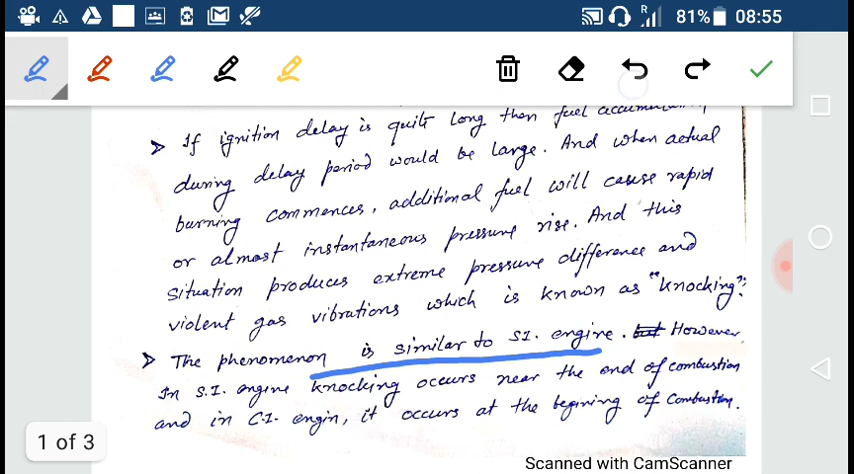 R
81%
08:55
> If ignition delay is quite long then fuel
during delay period would be large. And when actual
burning commences, additional fuel will casuse rapid
or almost instantaneous pressure rise. And this
situation produces extreme pressure difference and
violent gas vibrations which is known as "knocking":
> The phenomenon is similar to S.I. engine. but However
In S.I. engine knocking occurs near the end of combustion
and in C.I. engin, it occurs at the begining of combustion.
1 of 3
Scanned with CamScanner